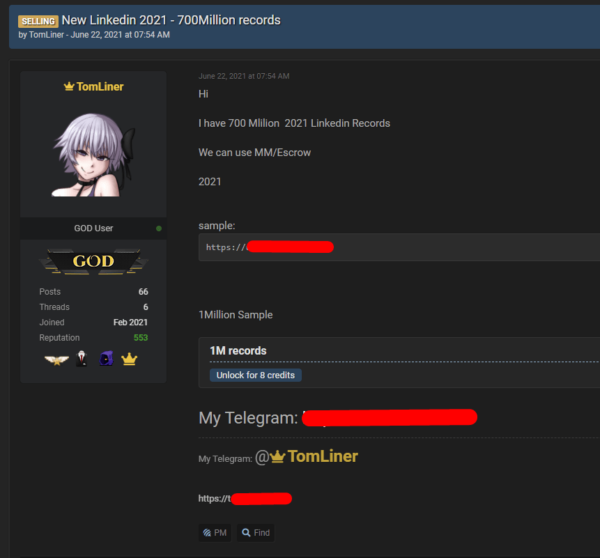 SELLING New Linkedin 2021 - 700Million records
by TomLiner - June 22, 2021 at 07:54 AM
TomLiner
GOD User
GOD
Posts 66
Threads 6
Joined Feb 2021
Reputation 553
June 22, 2021 at 07:54 AM
Hi
I have 700 Mlilion 2021 Linkedin Records
We can use MM/Escrow
2021
sample:
https://
1Million Sample
1M records
Unlock for 8 credits
My Telegram:
My Telegram: @TomLiner
https://t
PM Find